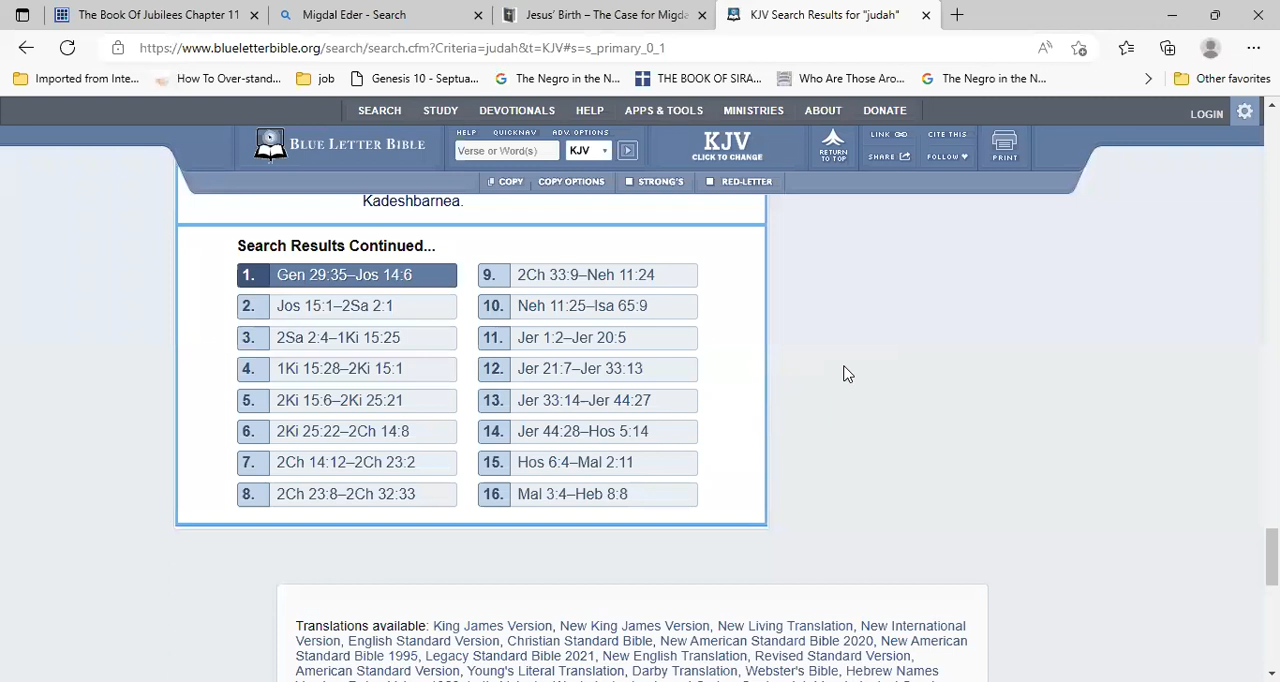 The Book Of Jubilees Chapter 11
Migdal Eder - Search
Jesus' Birth – The Case for Migda
KJV Search Results for "judah"
https://www.blueletterbible.org/search/search.cfm?Criteria=judah&t=KJV#s=s_primary_0_1
Imported from Inte...
How To Over-stand...
job
Genesis 10 - Septua...
The Negro in the N...
THE BOOK OF SIRA...
Who Are Those Aro...
The Negro in the N...
Other favorites
SEARCH STUDY DEVOTIONALS HELP APPS & TOOLS MINISTRIES ABOUT DONATE
LOGIN
BLUE LETTER BIBLE
HELP QUICKNAV ADV. OPTIONS
Verse or Word(s) KJV
KJV
CLICK TO CHANGE
RETURN
TO TOP
LINK CITE THIS
SHARE FOLLOW
PRINT
COPY COPY OPTIONS STRONG'S RED-LETTER
Kadeshbarnea.
Search Results Continued...
1. Gen 29:35–Jos 14:6
2. Jos 15:1–2Sa 2:1
3. 2Sa 2:4–1Ki 15:25
4. 1Ki 15:28–2Ki 15:1
5. 2Ki 15:6–2Ki 25:21
6. 2Ki 25:22–2Ch 14:8
7. 2Ch 14:12–2Ch 23:2
8. 2Ch 23:8–2Ch 32:33
9. 2Ch 33:9–Neh 11:24
10. Neh 11:25–Isa 65:9
11. Jer 1:2–Jer 20:5
12. Jer 21:7–Jer 33:13
13. Jer 33:14–Jer 44:27
14. Jer 44:28–Hos 5:14
15. Hos 6:4–Mal 2:11
16. Mal 3:4–Heb 8:8
Translations available: King James Version, New King James Version, New Living Translation, New International
Version, English Standard Version, Christian Standard Bible, New American Standard Bible 2020, New American
Standard Bible 1995, Legacy Standard Bible 2021, New English Translation, Revised Standard Version,
American Standard Version, Young's Literal Translation, Darby Translation, Webster's Bible, Hebrew Names